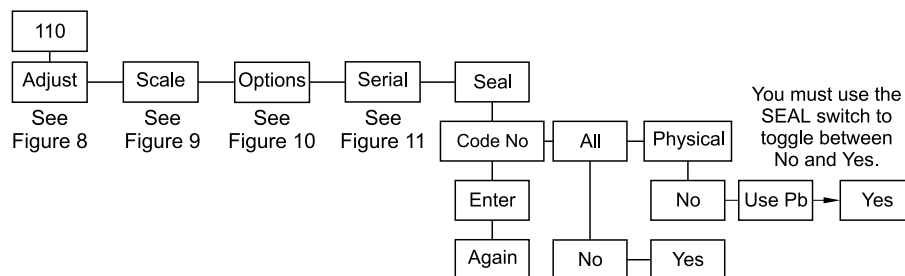 110
Adjust
Scale
Options
Serial
Seal
See
Figure 8
See
Figure 9
See
Figure 10
See
Figure 11
You must use the
SEAL switch to
toggle between
No and Yes.
Code No
All
Physical
Enter
No
Use Pb
Yes
Again
No
Yes